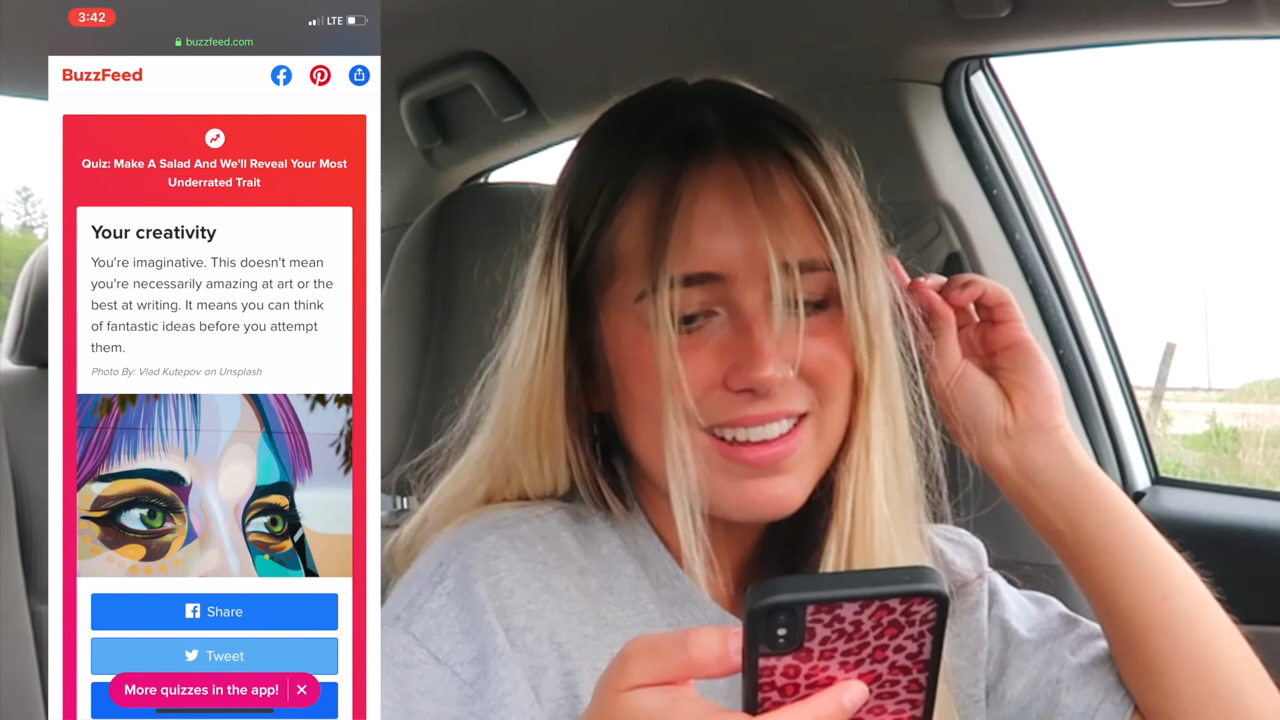 3:42
LTE
buzzfeed.com
BuzzFeed
Quiz: Make A Salad And We'll Reveal Your Most
Underrated Trait
Your creativity
You're imaginative. This doesn't mean
you're necessarily amazing at art or the
best at writing. It means you can think
of fantastic ideas before you attempt
them.
Photo By: Vlad Kutepov on Unsplash
Share
Tweet
More quizzes in the app!